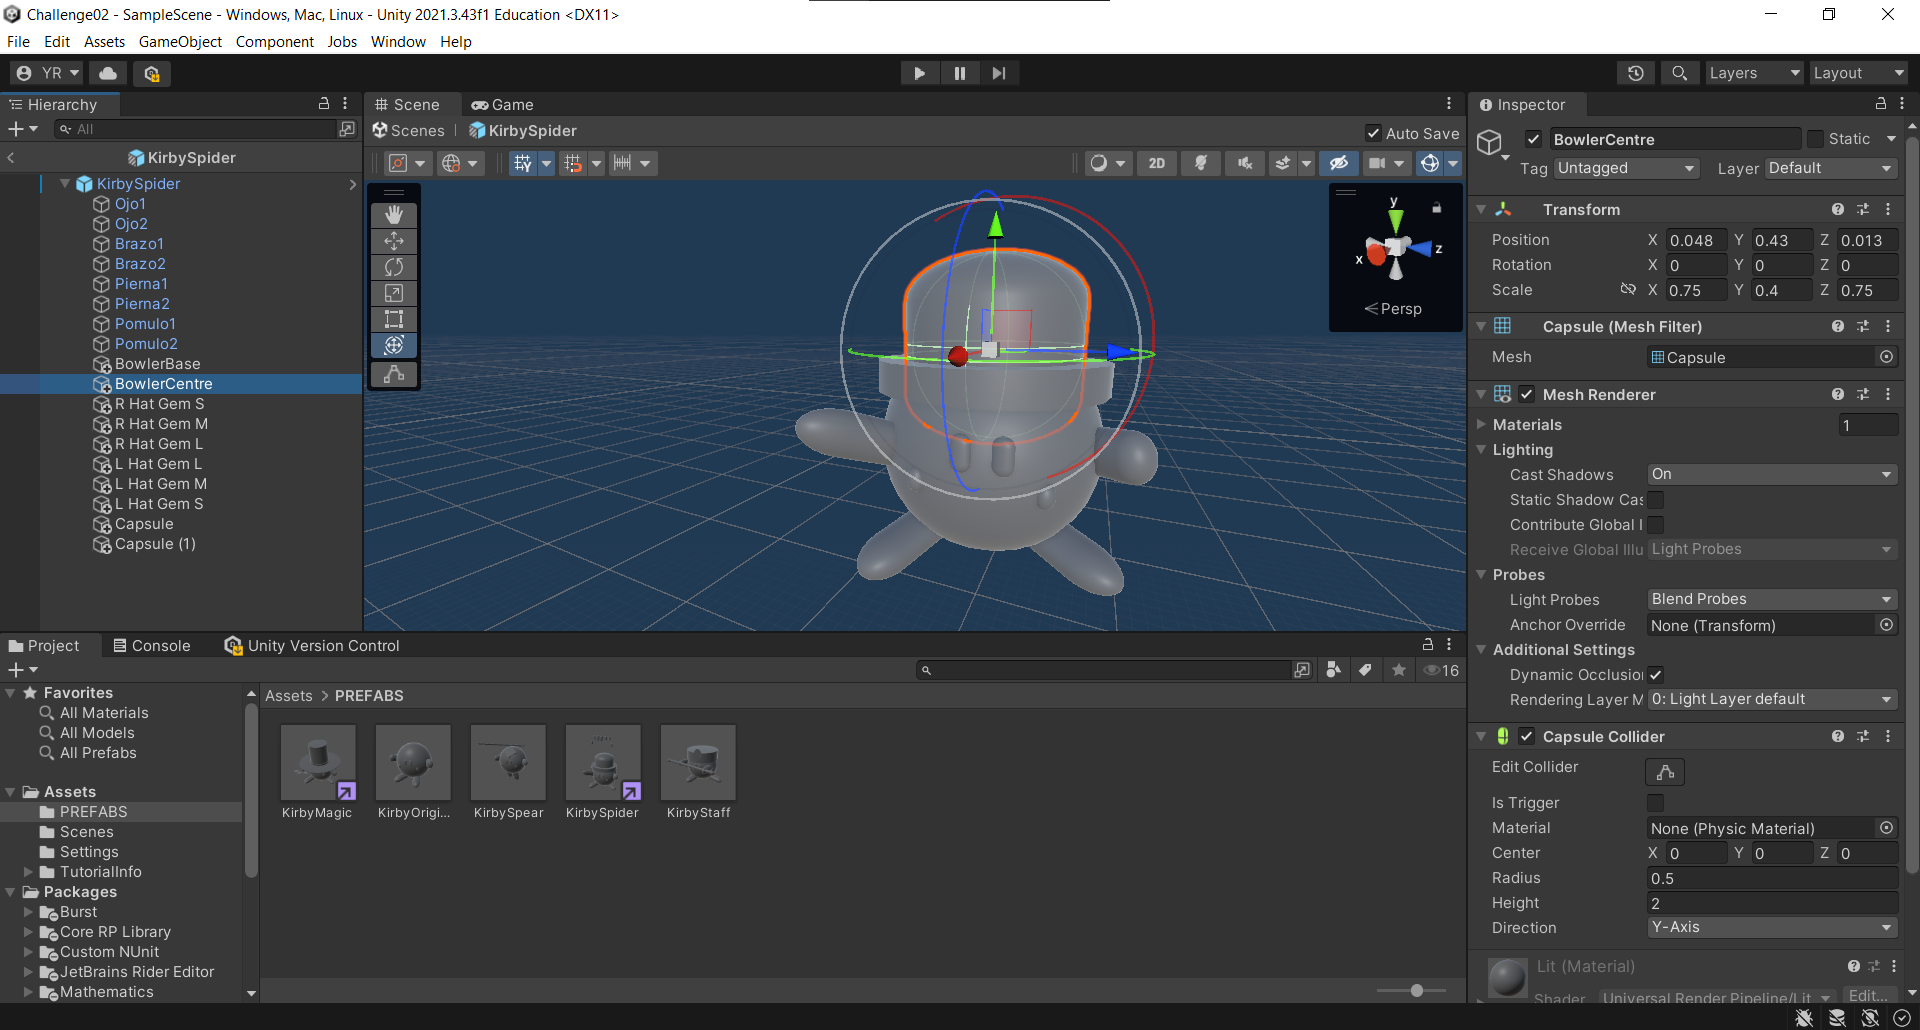 Challenge02 - SampleScene - Windows, Mac, Linux - Unity 2021.3.43f1 Education <DX11>
File Edit Assets GameObject Component Jobs Window Help
YR
Layers
Layout
Hierarchy
All
KirbySpider
KirbySpider
Ojo1
Ojo2
Brazo1
Brazo2
Pierna1
Pierna2
Pomulo1
Pomulo2
BowlerBase
BowlerCentre
R Hat Gem S
R Hat Gem M
R Hat Gem L
L Hat Gem L
L Hat Gem M
L Hat Gem S
Capsule
Capsule (1)
Scene
Game
Scenes
KirbySpider
Auto Save
2D
y
x
z
Persp
Inspector
BowlerCentre
Static
Tag Untagged Layer Default
Transform
Position X 0.048 Y 0.43 Z 0.013
Rotation X 0 Y 0 Z 0
Scale X 0.75 Y 0.4 Z 0.75
Capsule (Mesh Filter)
Mesh Capsule
Mesh Renderer
Materials 1
Lighting
Cast Shadows On
Static Shadow Cas
Contribute Global I
Receive Global Illu Light Probes
Probes
Light Probes Blend Probes
Anchor Override None (Transform)
Additional Settings
Dynamic Occlusion
Rendering Layer M 0: Light Layer default
Capsule Collider
Edit Collider
Is Trigger
Material None (Physic Material)
Center X 0 Y 0 Z 0
Radius 0.5
Height 2
Direction Y-Axis
Lit (Material)
Shader Universal Render Pipeline/Lit Edit...
Project
Console
Unity Version Control
16
Favorites
All Materials
All Models
All Prefabs
Assets
PREFABS
Scenes
Settings
TutorialInfo
Packages
Burst
Core RP Library
Custom NUnit
JetBrains Rider Editor
Mathematics
Assets > PREFABS
KirbyMagic
KirbyOrigi...
KirbySpear
KirbySpider
KirbyStaff